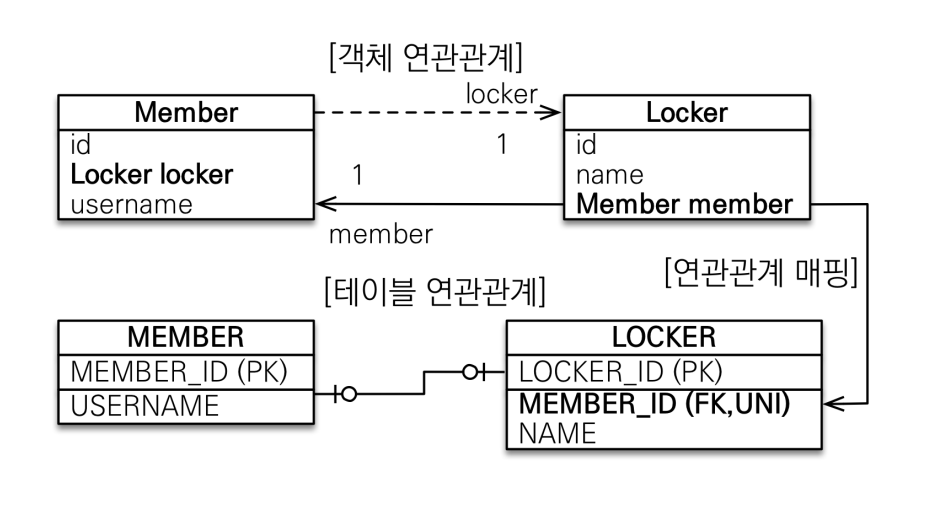 [객체 연관관계]
Member
id
Locker locker
username
locker
1
1
member
Locker
id
name
Member member
[연관관계 매핑]
[테이블 연관관계]
MEMBER
MEMBER_ID (PK)
USERNAME
LOCKER
LOCKER_ID (PK)
MEMBER_ID (FK,UNI)
NAME